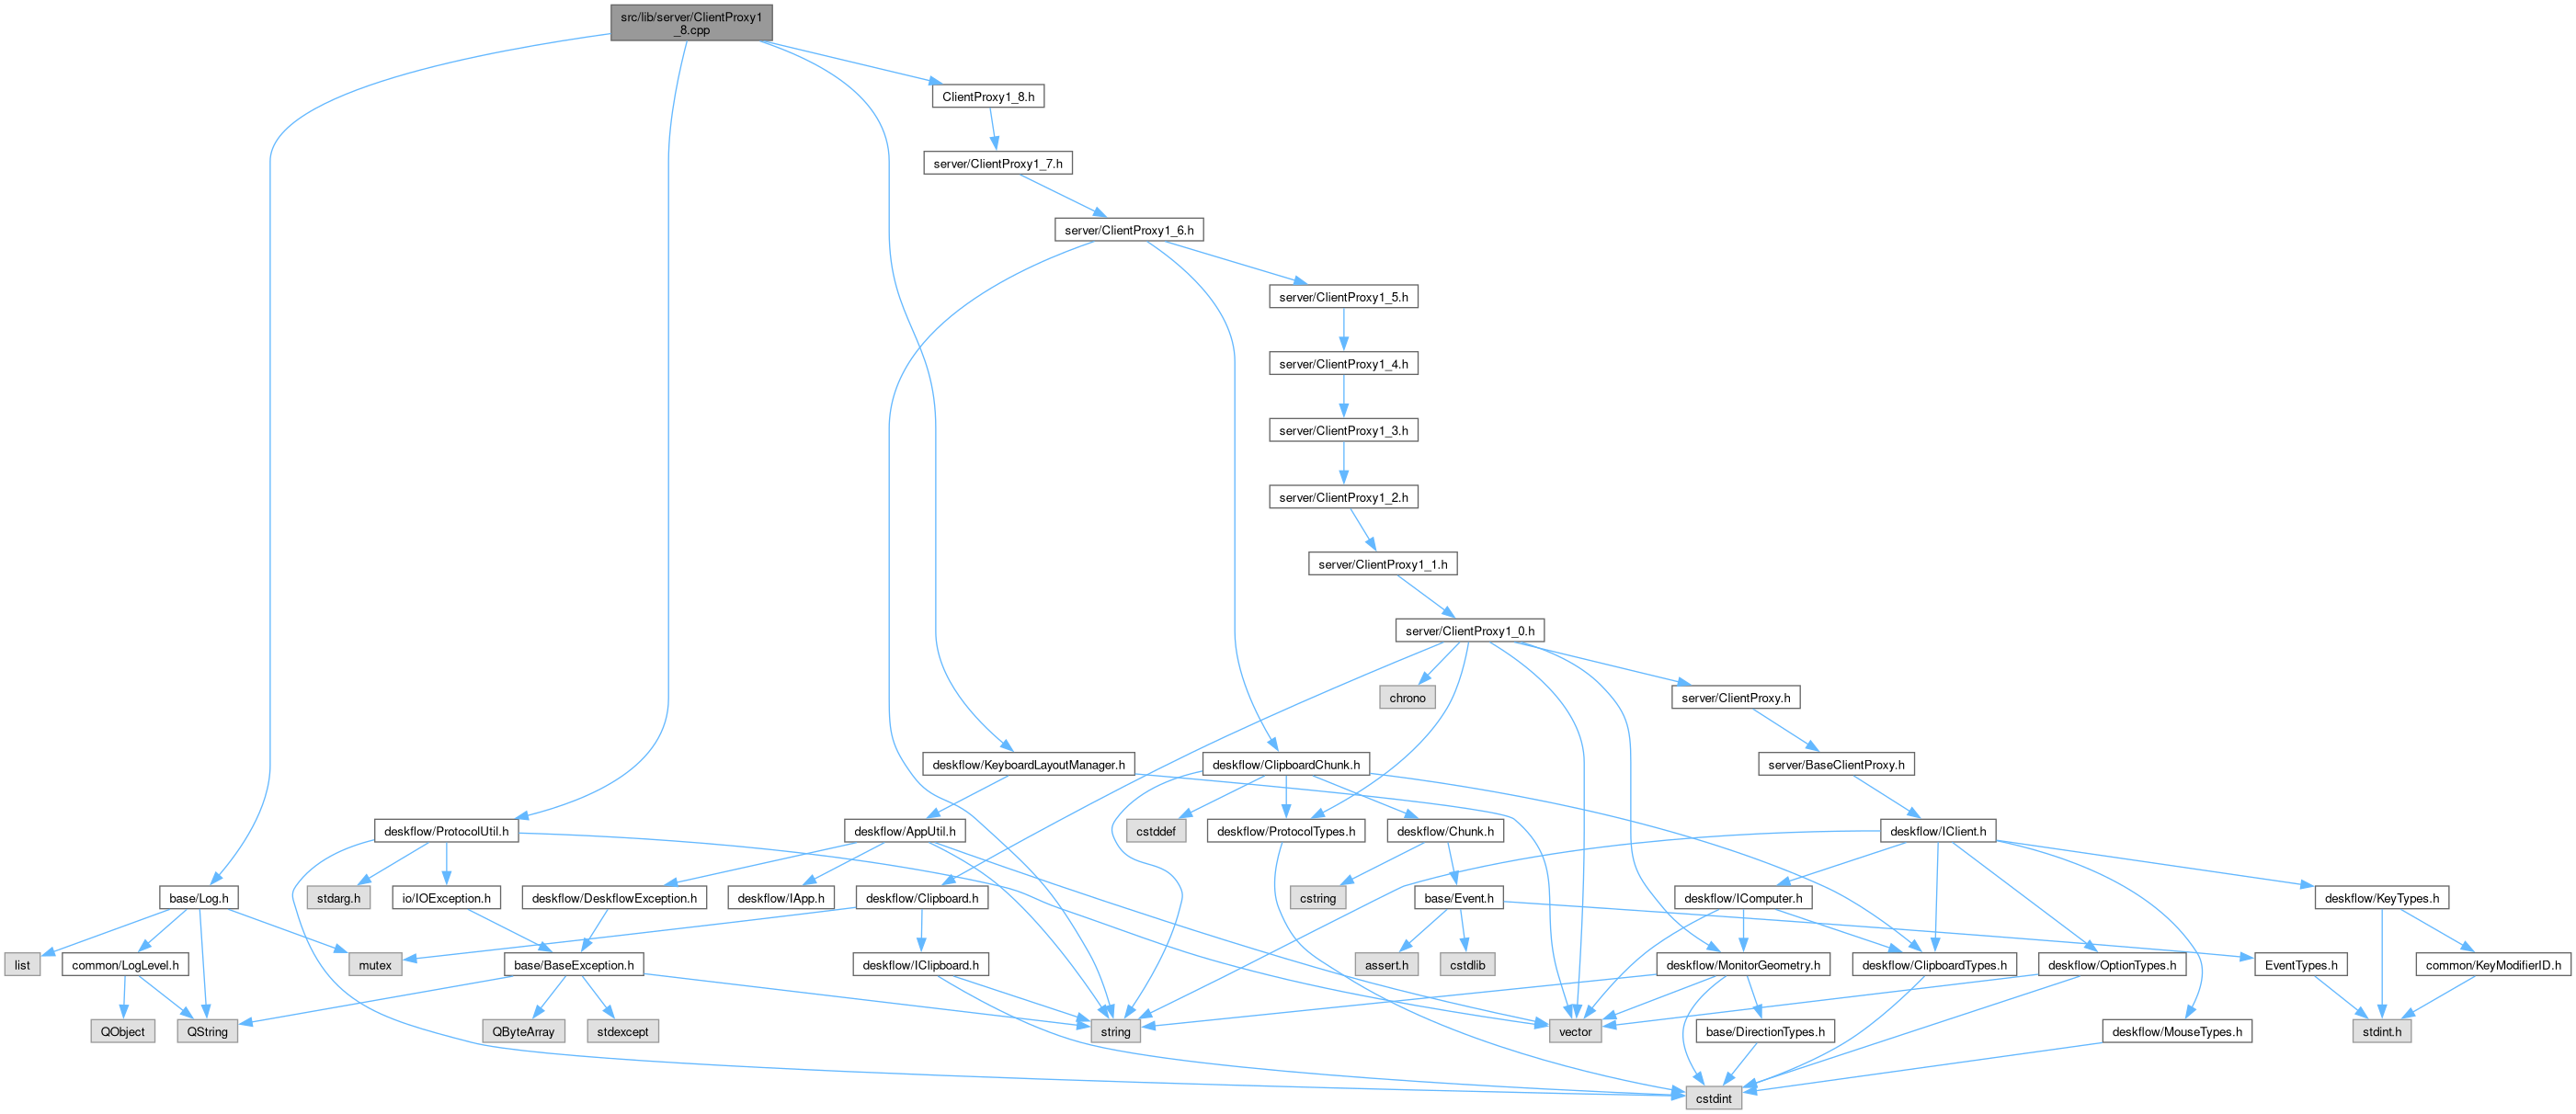 src/lib/server/ClientProxy1
_8.cpp
ClientProxy1_8.h
server/ClientProxy1_7.h
server/ClientProxy1_6.h
server/ClientProxy1_5.h
server/ClientProxy1_4.h
server/ClientProxy1_3.h
server/ClientProxy1_2.h
server/ClientProxy1_1.h
server/ClientProxy1_0.h
chrono
server/ClientProxy.h
deskflow/KeyboardLayoutManager.h
deskflow/ClipboardChunk.h
server/BaseClientProxy.h
deskflow/ProtocolUtil.h
deskflow/AppUtil.h
cstddef
deskflow/ProtocolTypes.h
deskflow/Chunk.h
deskflow/IClient.h
base/Log.h
stdarg.h
io/IOException.h
deskflow/DeskflowException.h
deskflow/IApp.h
deskflow/Clipboard.h
cstring
base/Event.h
deskflow/IComputer.h
deskflow/KeyTypes.h
list
common/LogLevel.h
mutex
base/BaseException.h
deskflow/IClipboard.h
assert.h
cstdlib
deskflow/MonitorGeometry.h
deskflow/ClipboardTypes.h
deskflow/OptionTypes.h
EventTypes.h
common/KeyModifierID.h
QObject
QString
QByteArray
stdexcept
string
vector
base/DirectionTypes.h
deskflow/MouseTypes.h
stdint.h
cstdint